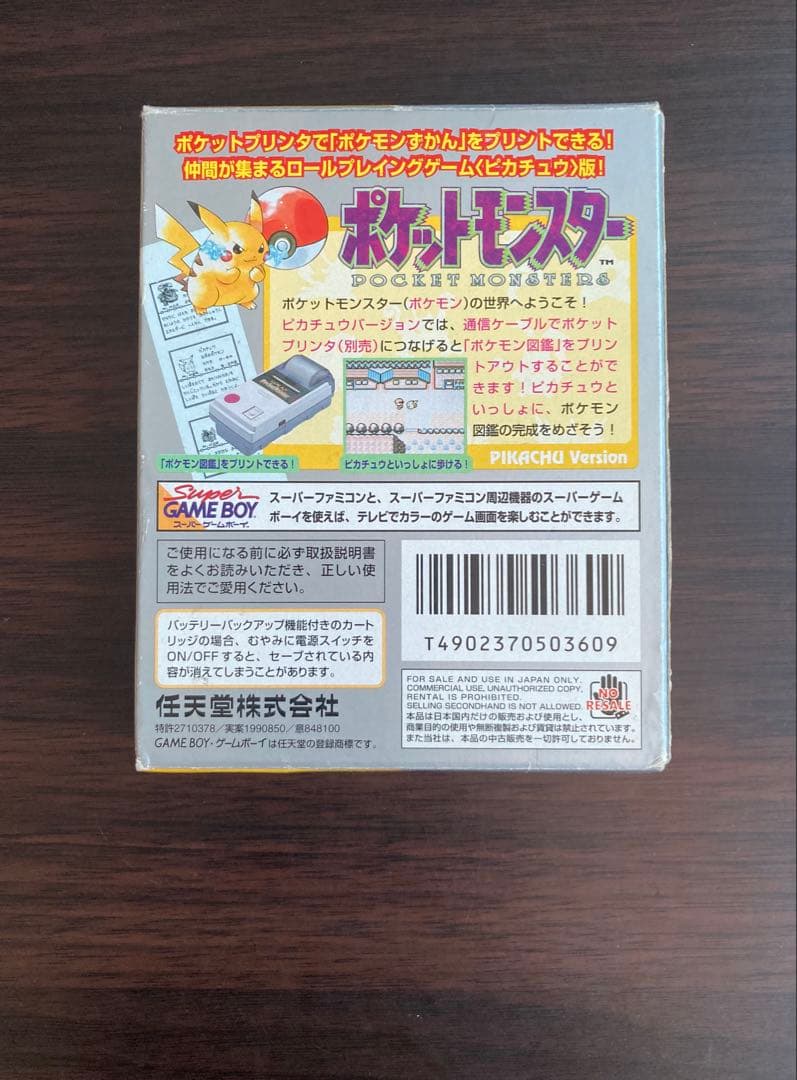 ポケットプリンタで「ポケモンずかん」をプリントできる!
仲間が集まるロールプレイングゲーム〈ピカチュウ〉版!
ポケットモンスター
TM
POCKET MONSTERS
ポケットモンスター(ポケモン)の世界へようこそ!
ピカチュウバージョンでは、通信ケーブルでポケット
プリンタ(別売)につなげると「ポケモン図鑑」をプリン
トアウトすることがで
きます!ピカチュウと
いっしょに、ポケモン
図鑑の完成をめざそう!
「ポケモン図鑑」をプリントできる!
ピカチュウといっしょに歩ける!
PIKACHU Version
Super
GAME BOY
スーパーゲームボーイ
スーパーファミコンと、スーパーファミコン周辺機器のスーパーゲーム
ボーイを使えば、テレビでカラーのゲーム画面を楽しむことができます。
ご使用になる前に必ず取扱説明書
をよくお読みいただき、正しい使
用法でご愛用ください。
T4902370503609
バッテリーバックアップ機能付きのカート
リッジの場合、むやみに電源スイッチを
ON/OFFすると、セーブされている内
容が消えてしまうことがあります。
任天堂株式会社
特許2710378/実案1990850/意848100
GAME BOY・ゲームボーイは任天堂の登録商標です。
FOR SALE AND USE IN JAPAN ONLY.
COMMERCIAL USE, UNAUTHORIZED COPY,
RENTAL IS PROHIBITED.
SELLING SECONDHAND IS NOT ALLOWED.
NO
RESALE
本品は日本国内だけの販売および使用とし、
商業目的の使用や無断複製および賃貸は禁止されています。
また当社は、本品の中古販売を一切許可しておりません。